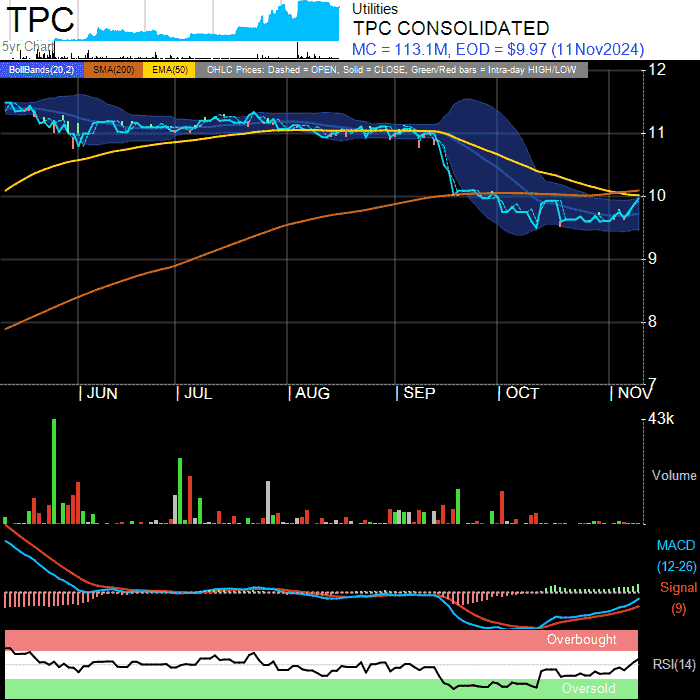 TPC
Utilities
TPC CONSOLIDATED
MC = 113.1M, EOD = $9.97 (11Nov2024)
5yr Chart
BollBands(20,2) SMA(200) EMA(50) OHLC Prices: Dashed = OPEN, Solid = CLOSE, Green/Red bars = Intra-day HIGH/LOW
12
11
10
9
8
7
JUN JUL AUG SEP OCT NOV
43k
Volume
MACD
(12-26)
Signal
(9)
Overbought
RSI(14)
Oversold